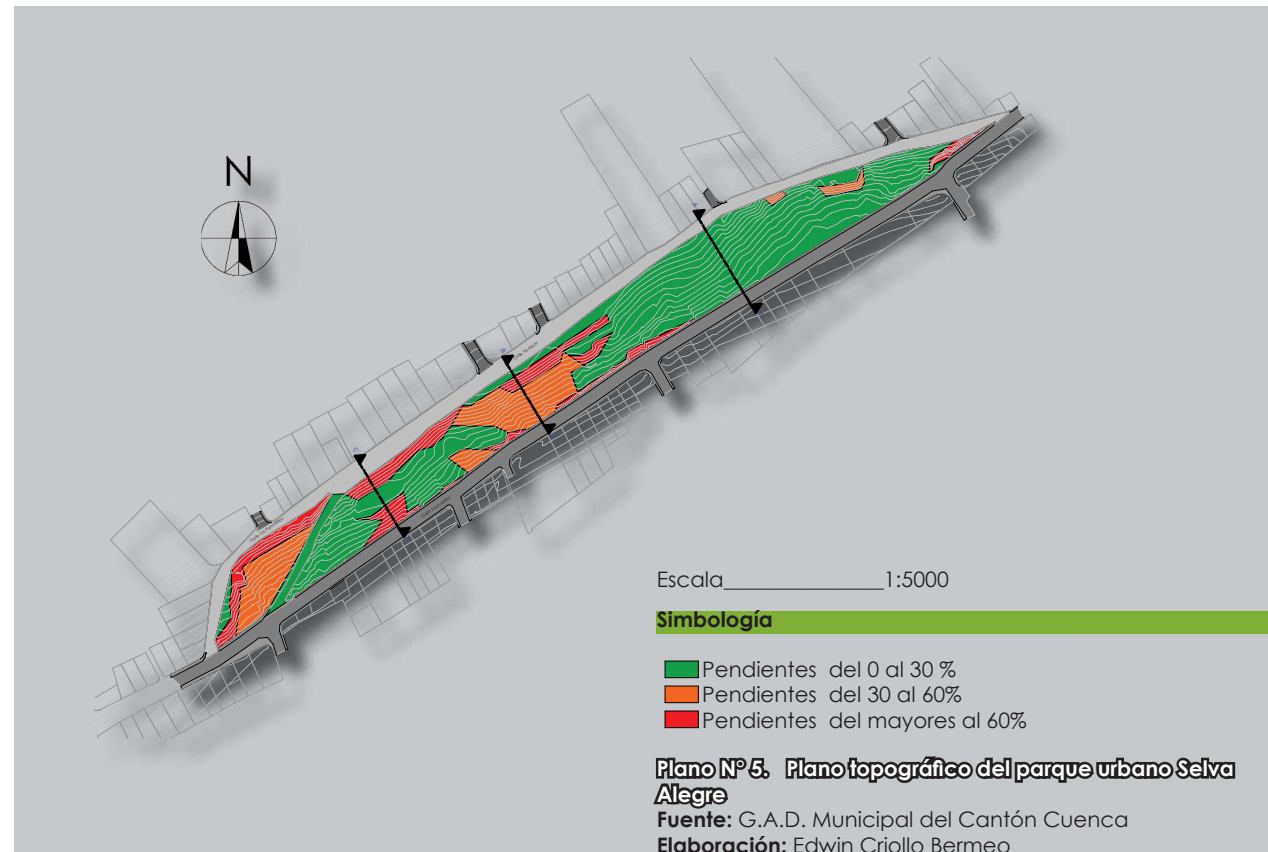 N
Escala______________1:5000
Simbología
Pendientes del 0 al 30 %
Pendientes del 30 al 60%
Pendientes del mayores al 60%
Plano N° 5. Plano topográfico del parque urbano Selva
Alegre
Fuente: G.A.D. Municipal del Cantón Cuenca
Elaboración: Edwin Criollo Bermeo